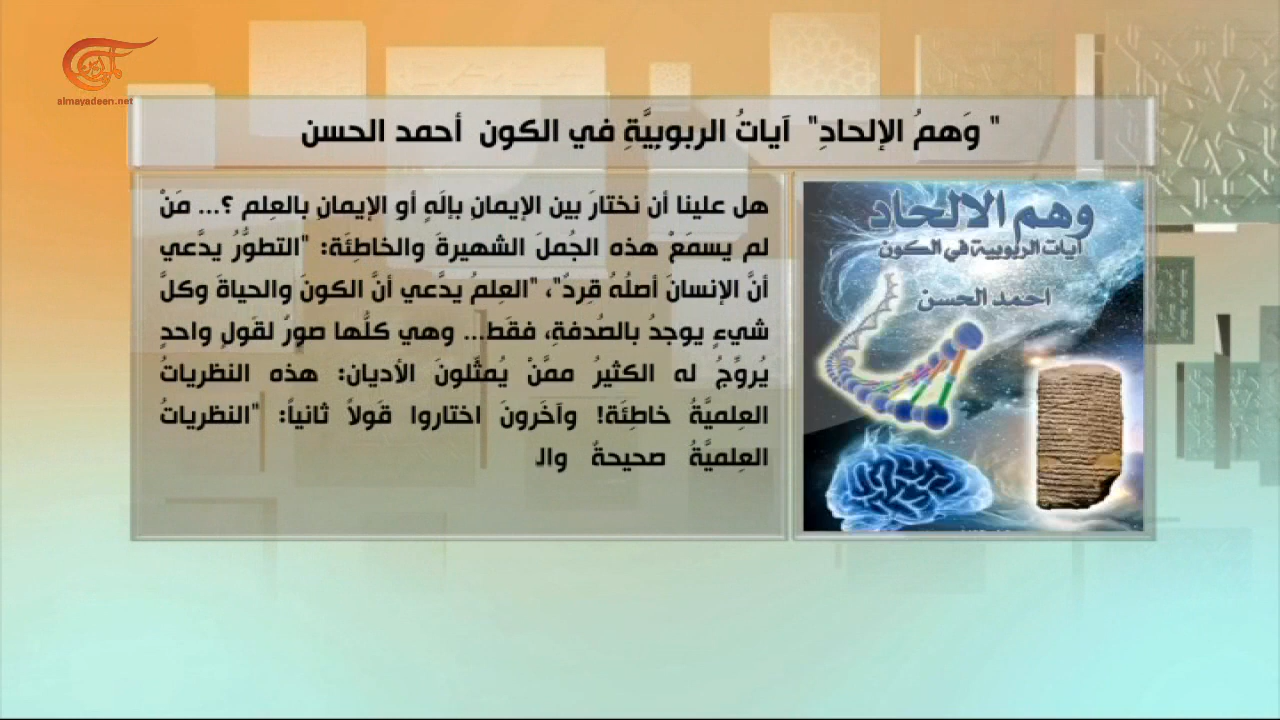 almayadeen.net
" وَهمُ الإلحادِ" آياتُ الربوبيَّةِ في الكون أحمد الحسن
هل علينا أن نختارَ بين الإيمانِ بإلَهٍ أو الإيمانِ بالعِلم ؟... مَنْ
لم يسمَعْ هذه الجُملَ الشهيرةَ والخاطِئَة: "التطوُّرُ يدَّعي
أنَّ الإنسانَ أصلُهُ قِردٌ"، "العِلمُ يدَّعي أنَّ الكونَ والحياةَ وكلَّ
شيءٍ يوجدُ بالصُدفةِ، فقَط... وهي كلُّها صورٌ لقَولٍ واحدٍ
يُروِّجُ له الكثيرُ ممَّنْ يُمثِّلونَ الأديان: هذه النظرياتُ
العِلميَّةُ خاطِئَة! وآخَرونَ اختاروا قَولاً ثانياً: "النظرياتُ
العِلميَّةُ صحيحةٌ وال
وهم الالحاد
آيات الربوبية في الكون
احمد الحسن